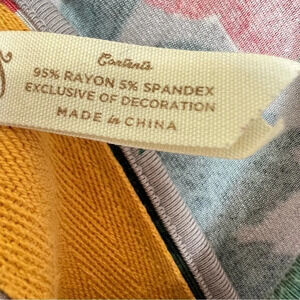 Contents
95% RAYON 5% SPANDEX
EXCLUSIVE OF DECORATION
MADE IN CHINA